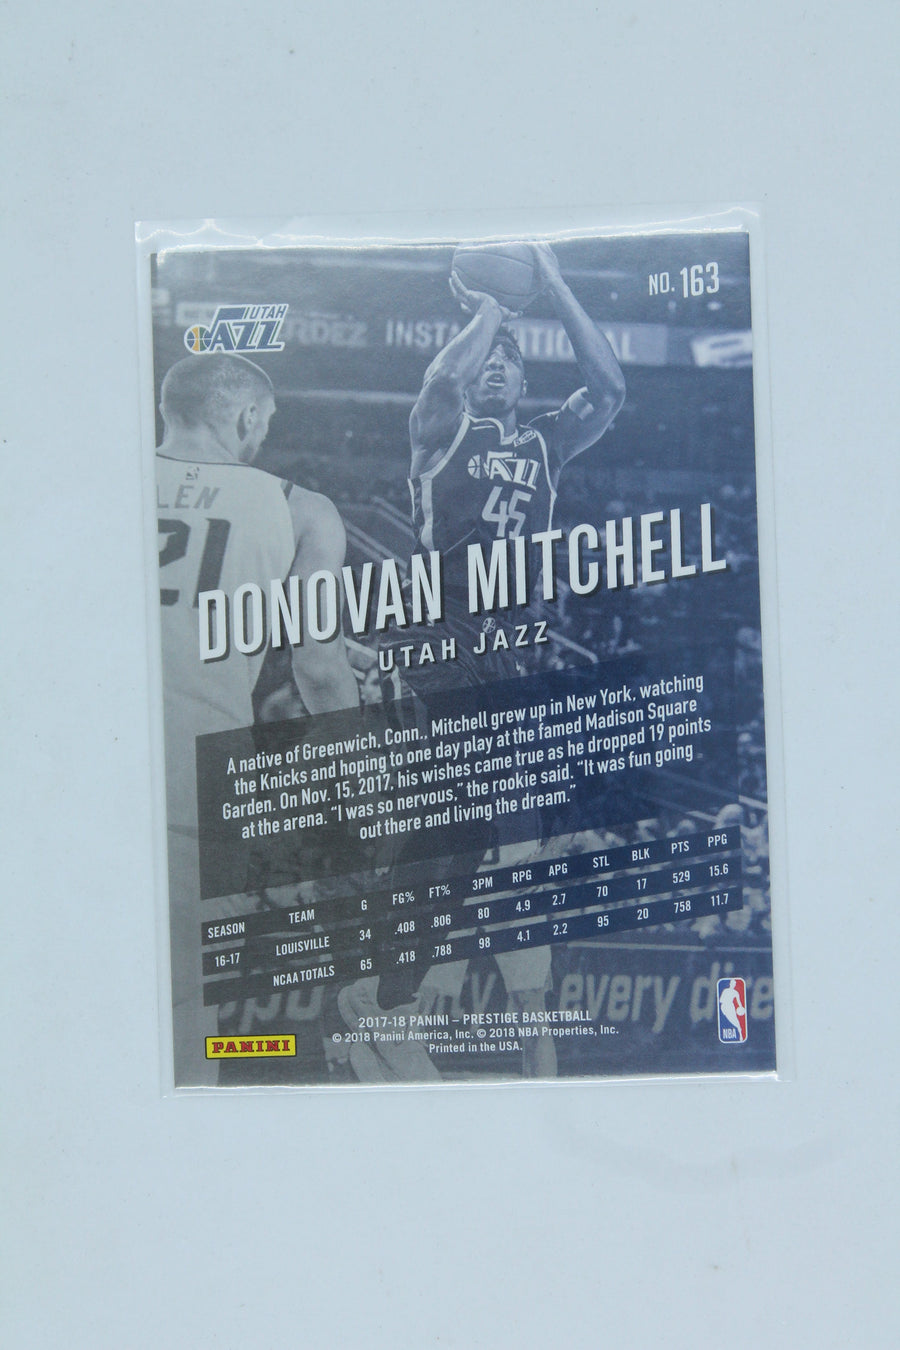 NO. 163
UTAH
JAZZ
INSTA
JAZZ
45
LEN
21
DONOVAN MITCHELL
UTAH JAZZ
A native of Greenwich, Conn., Mitchell grew up in New York, watching
the Knicks and hoping to one day play at the famed Madison Square
Garden. On Nov. 15, 2017, his wishes came true as he dropped 19 points
at the arena. “I was so nervous,” the rookie said. “It was fun going
out there and living the dream.”
SEASON TEAM G FG% FT% 3PM RPG APG STL BLK PTS PPG
16-17 LOUISVILLE 34 .408 .806 80 4.9 2.7 70 17 529 15.6
NCAA TOTALS 65 .418 .788 98 4.1 2.2 95 20 758 11.7
every dre
2017-18 PANINI – PRESTIGE BASKETBALL
© 2018 Panini America, Inc. © 2018 NBA Properties, Inc.
Printed in the USA.
PANINI
NBA